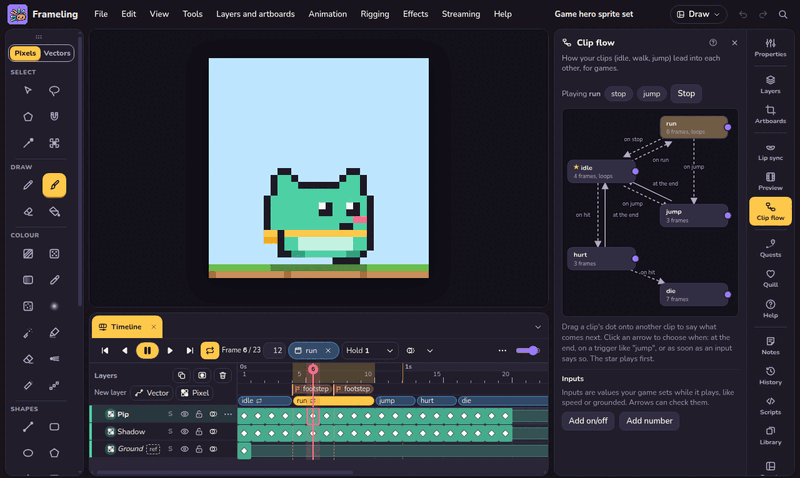 Frameling
File Edit View Tools Layers and artboards Animation Rigging Effects Streaming Help
Game hero sprite set
Draw
Pixels Vectors
SELECT
DRAW
COLOUR
SHAPES
Timeline
Frame 6 / 23
12
run
Hold 1
Layers
New layer
Vector
Pixel
0s
1s
1 5 6 10 15 20
footstep
footstep
idle
run
jump
hurt
die
Pip
S
Shadow
S
Ground
ref
S
Clip flow
How your clips (idle, walk, jump) lead into each
other, for games.
Playing run
stop
jump
Stop
run
6 frames, loops
on stop
on run
on jump
idle
4 frames, loops
at the end
on jump
jump
3 frames
on hit
at the end
hurt
3 frames
on hit
die
7 frames
Drag a clip's dot onto another clip to say what
comes next. Click an arrow to choose when: at the
end, on a trigger like "jump", or as soon as an input
says so. The star plays first.
Inputs
Inputs are values your game sets while it plays, like
speed or grounded. Arrows can check them.
Add on/off
Add number
Properties
Layers
Artboards
Lip sync
Preview
Clip flow
Quests
Quill
Help
Notes
History
Scripts
Library